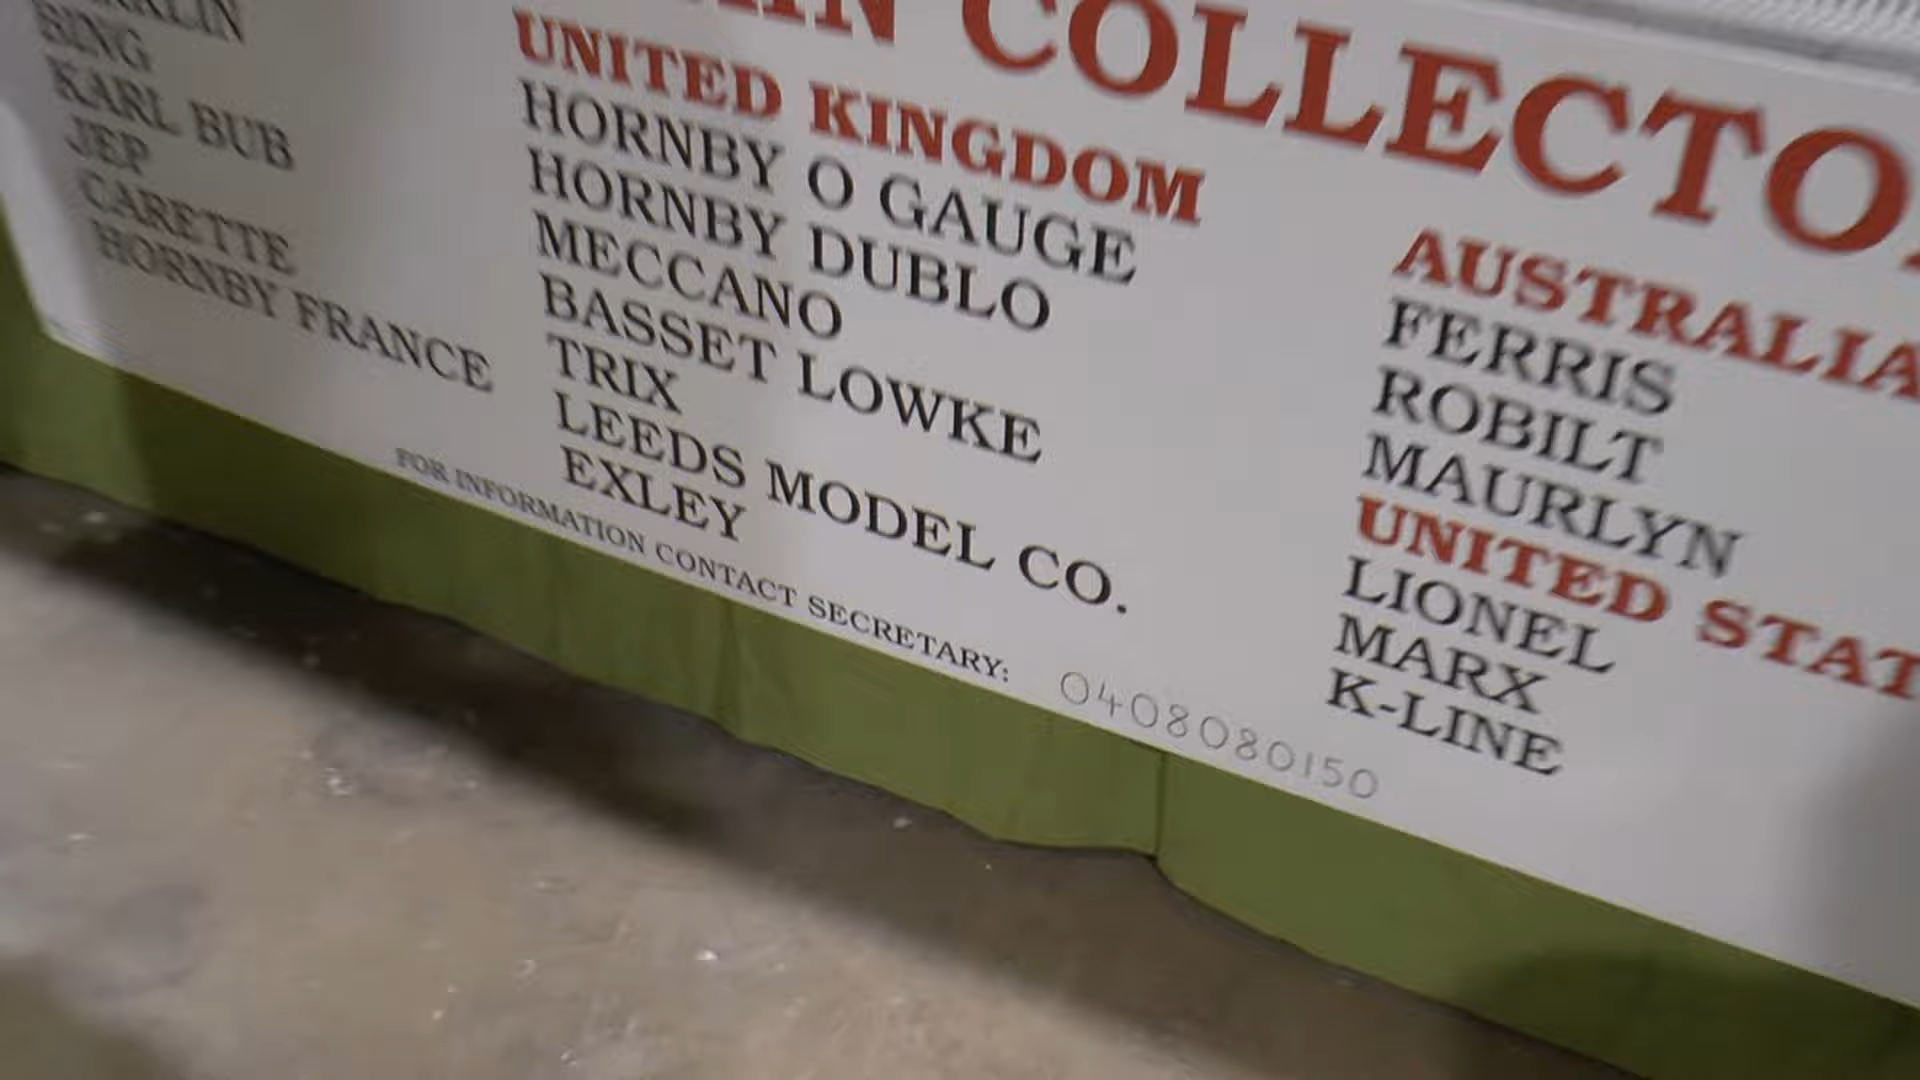 COLLECTO
BING
KARL BUB
JEP
CARETTE
HORNBY FRANCE
UNITED KINGDOM
HORNBY O GAUGE
HORNBY DUBLO
MECCANO
BASSET LOWKE
TRIX
LEEDS MODEL CO.
EXLEY
AUSTRALIA
FERRIS
ROBILT
MAURLYN
UNITED STAT
LIONEL
MARX
K-LINE
FOR INFORMATION CONTACT SECRETARY: 0408080150